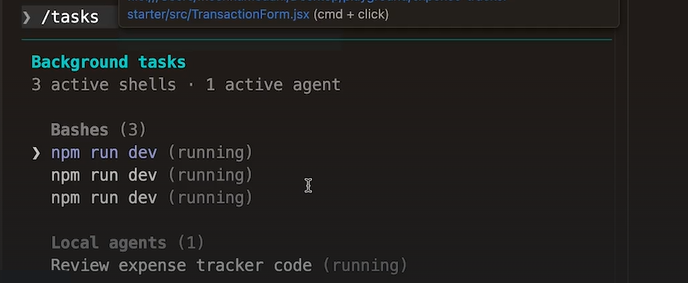 starter/src/TransactionForm.jsx (cmd + click)
❯ /tasks
Background tasks
3 active shells · 1 active agent
Bashes (3)
❯ npm run dev (running)
npm run dev (running)
npm run dev (running)
Local agents (1)
Review expense tracker code (running)